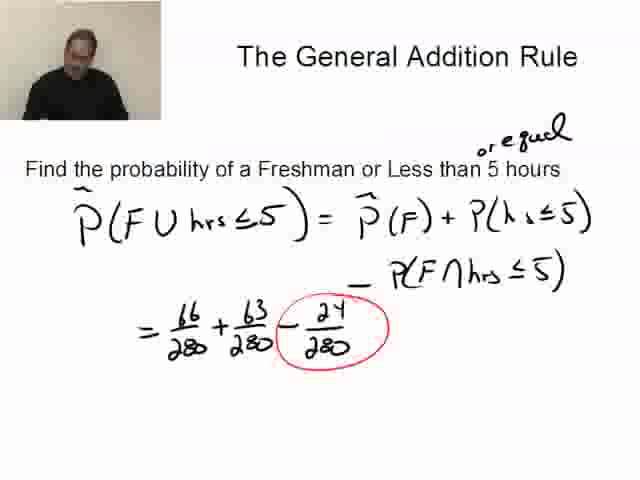 The General Addition Rule
or equal
Find the probability of a Freshman or Less than 5 hours
P̂(F ∪ hrs ≤ 5) = P̂(F) + P(hs ≤ 5)
− P(F ∩ hrs ≤ 5)
= 66/280 + 63/280 − 24/280